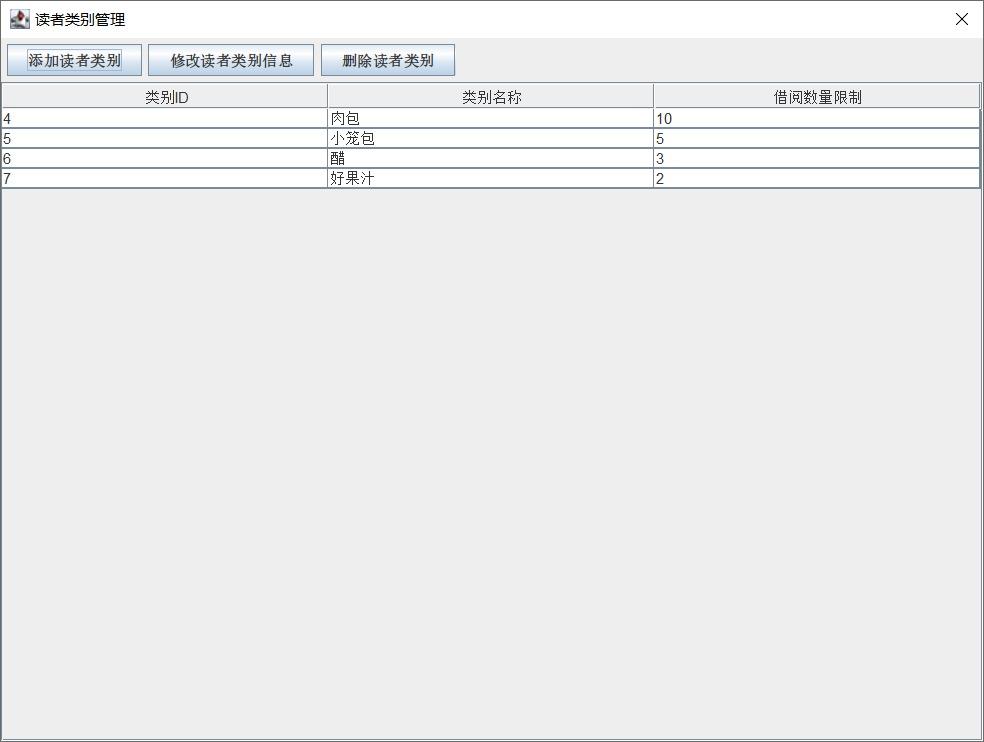 读者类别管理
添加读者类别 修改读者类别信息 删除读者类别
类别ID 类别名称 借阅数量限制
4 肉包 10
5 小笼包 5
6 醋 3
7 好果汁 2